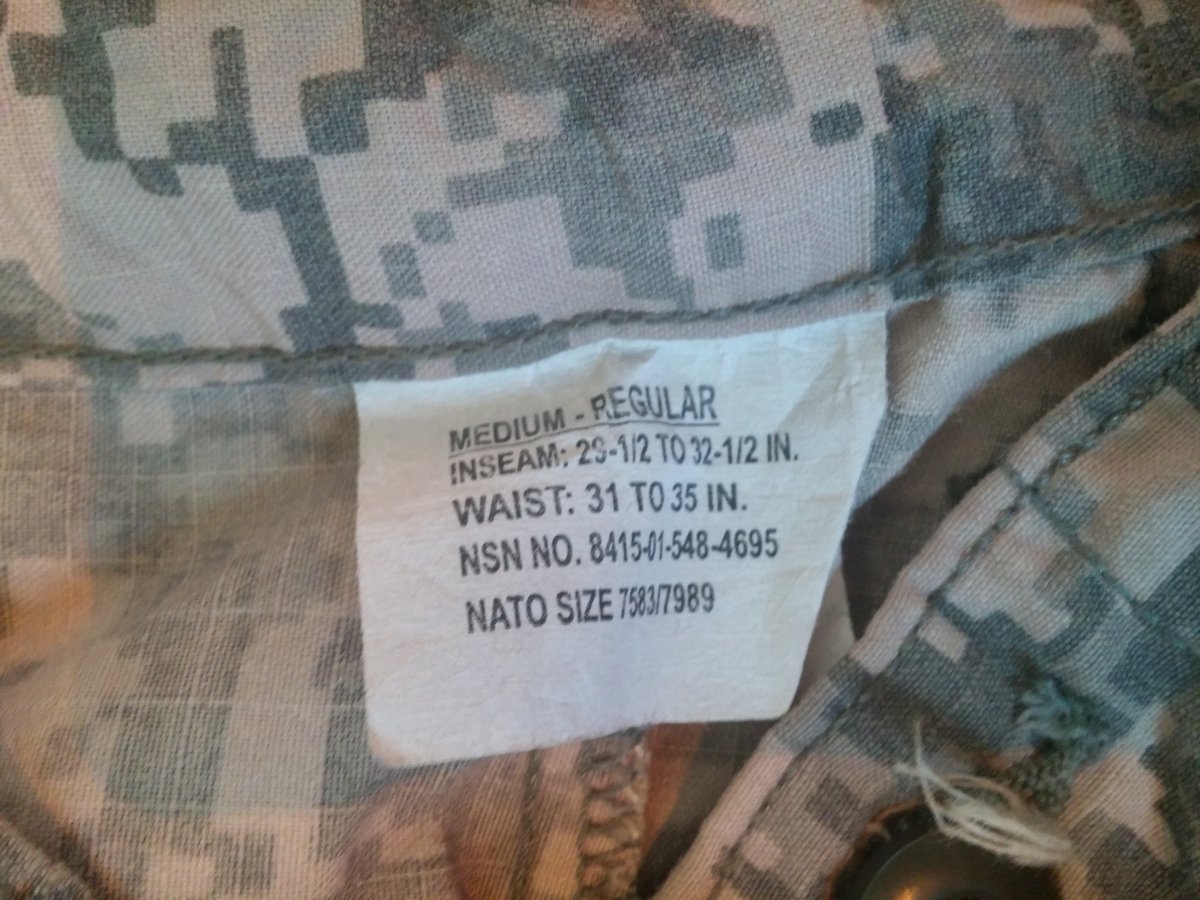 MEDIUM - REGULAR
INSEAM: 29-1/2 TO 32-1/2 IN.
WAIST: 31 TO 35 IN.
NSN NO. 8415-01-548-4695
NATO SIZE 7583/7989